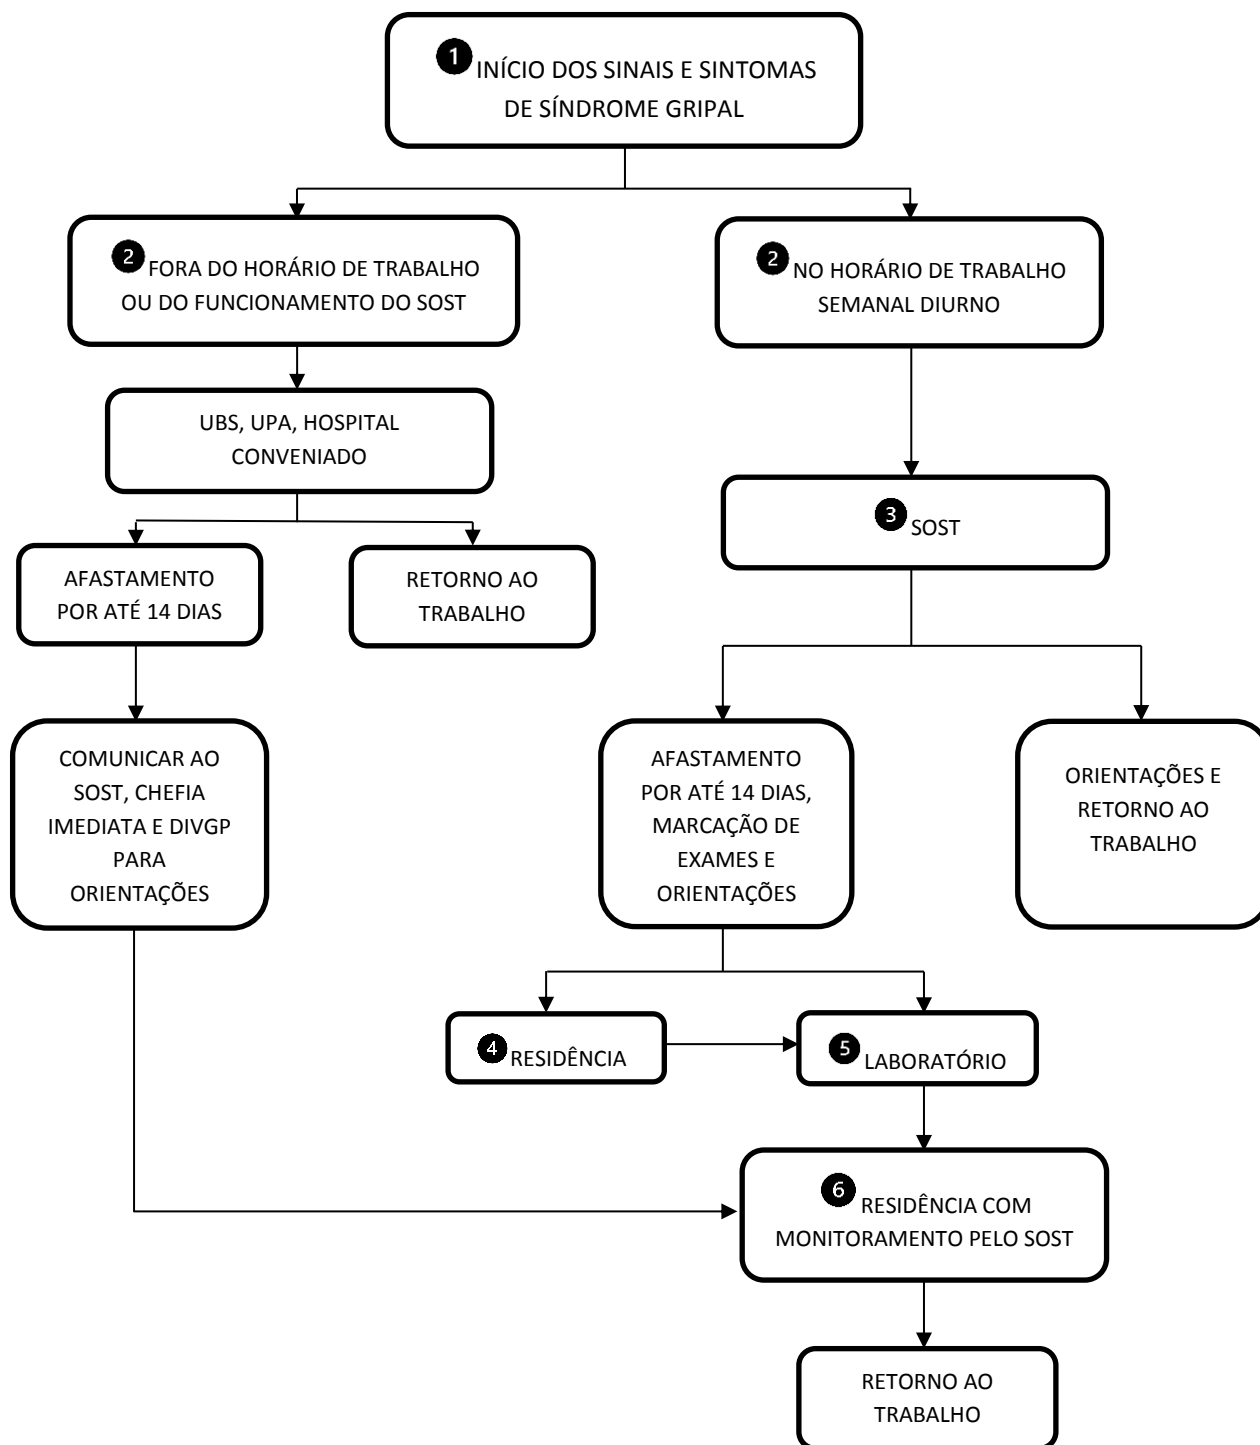 1 INÍCIO DOS SINAIS E SINTOMAS
DE SÍNDROME GRIPAL
2 FORA DO HORÁRIO DE TRABALHO
OU DO FUNCIONAMENTO DO SOST
2 NO HORÁRIO DE TRABALHO
SEMANAL DIURNO
UBS, UPA, HOSPITAL
CONVENIADO
3 SOST
AFASTAMENTO
POR ATÉ 14 DIAS
RETORNO AO
TRABALHO
COMUNICAR AO
SOST, CHEFIA
IMEDIATA E DIVGP
PARA
ORIENTAÇÕES
AFASTAMENTO
POR ATÉ 14 DIAS,
MARCAÇÃO DE
EXAMES E
ORIENTAÇÕES
ORIENTAÇÕES E
RETORNO AO
TRABALHO
4 RESIDÊNCIA
5 LABORATÓRIO
6 RESIDÊNCIA COM
MONITORAMENTO PELO SOST
RETORNO AO
TRABALHO